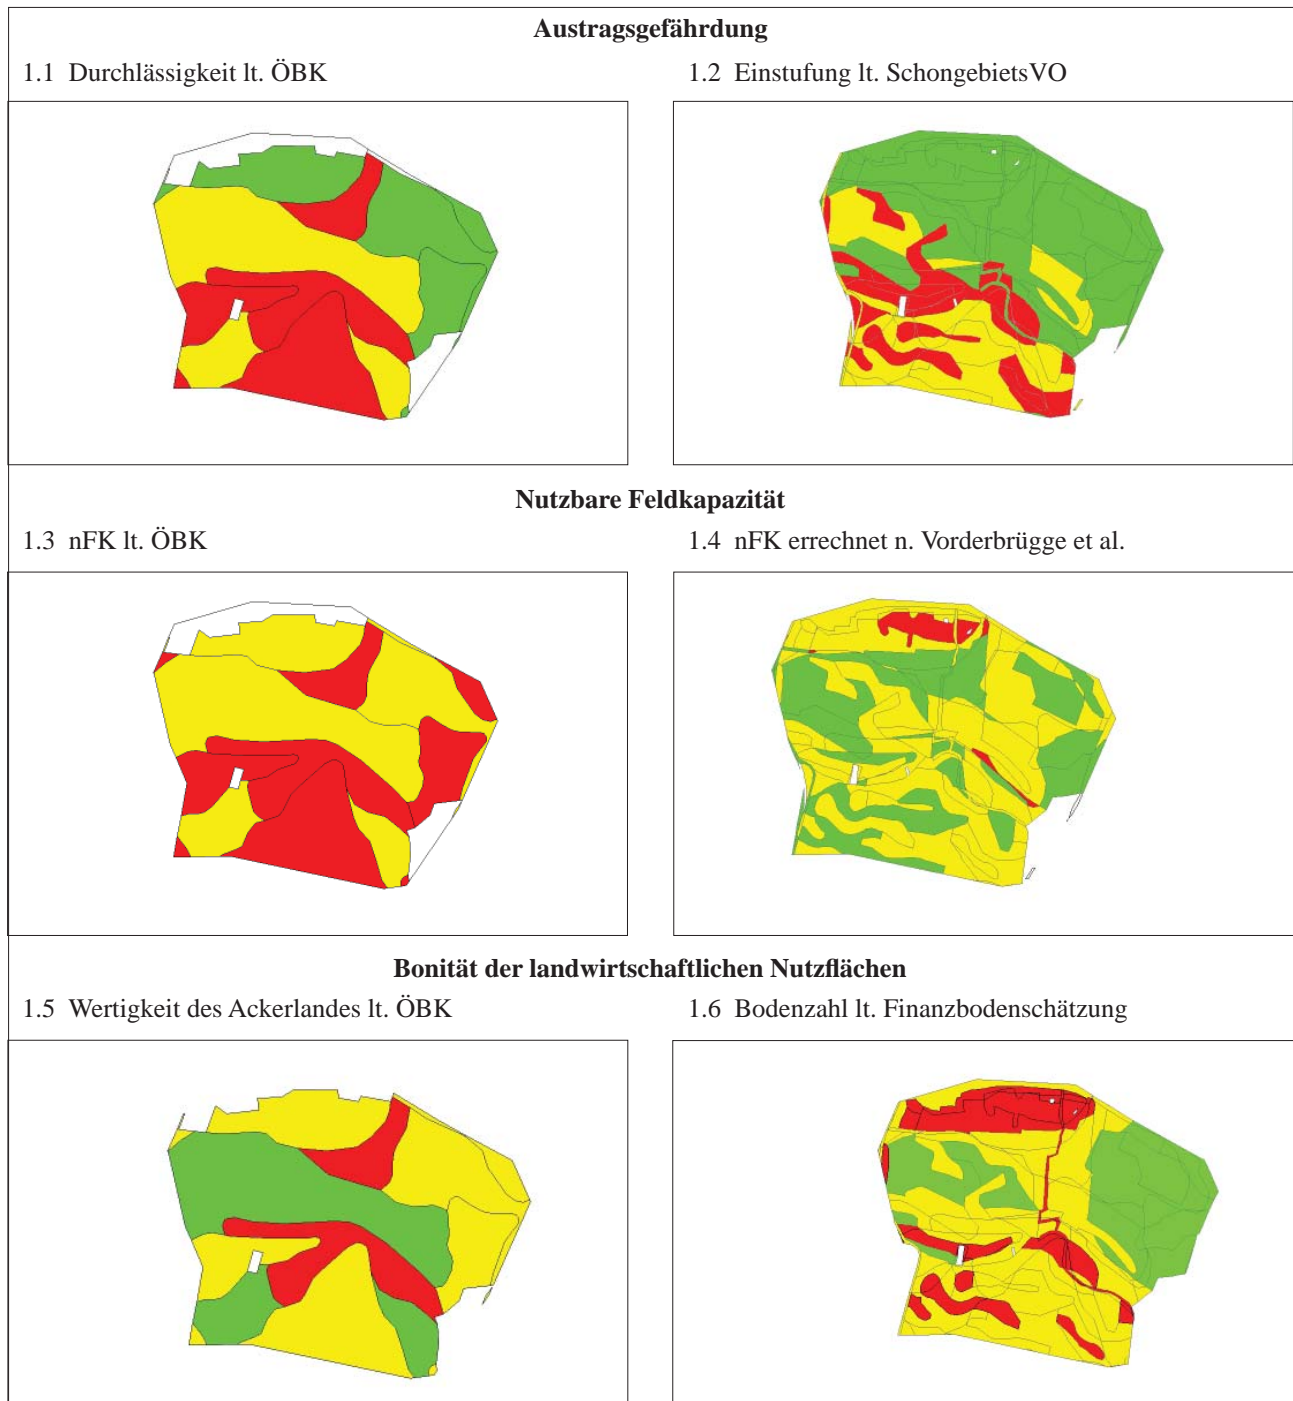 Austragsgefährdung
1.1 Durchlässigkeit lt. ÖBK
1.2 Einstufung lt. SchongebietsVO
Nutzbare Feldkapazität
1.3 nFK lt. ÖBK
1.4 nFK errechnet n. Vorderbrügge et al.
Bonität der landwirtschaftlichen Nutzflächen
1.5 Wertigkeit des Ackerlandes lt. ÖBK
1.6 Bodenzahl lt. Finanzbodenschätzung